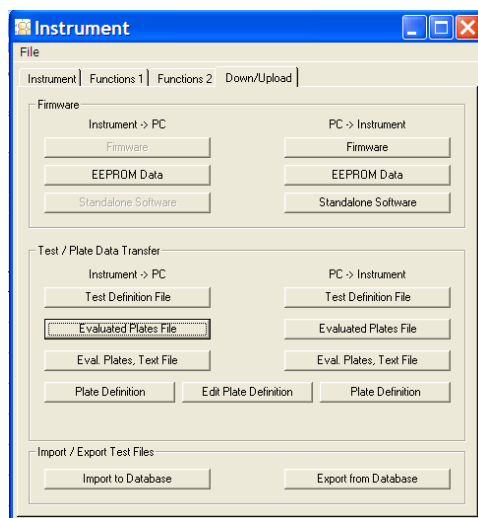 Instrument
File
Instrument Functions 1 Functions 2 Down/Upload
Firmware
Instrument -> PC PC -> Instrument
Firmware Firmware
EEPROM Data EEPROM Data
Standalone Software Standalone Software
Test / Plate Data Transfer
Instrument -> PC PC -> Instrument
Test Definition File Test Definition File
Evaluated Plates File Evaluated Plates File
Eval. Plates, Text File Eval. Plates, Text File
Plate Definition Edit Plate Definition Plate Definition
Import / Export Test Files
Import to Database Export from Database